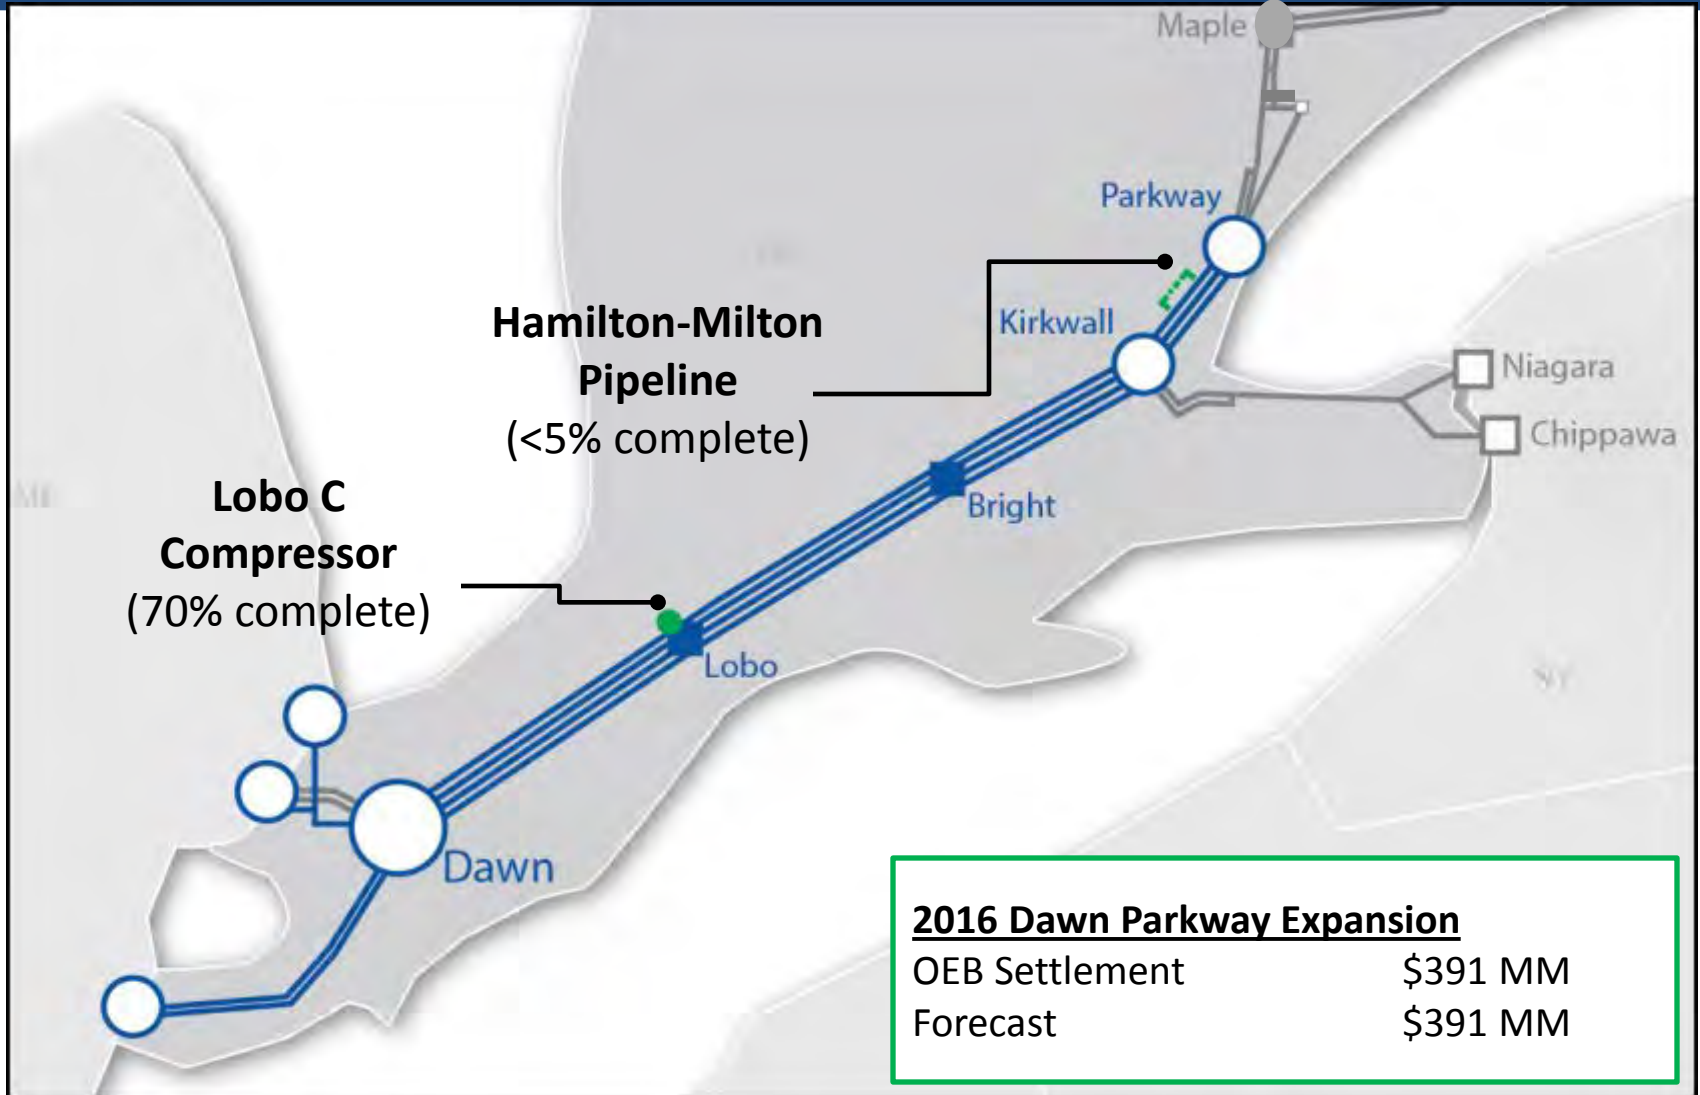 Maple
Parkway
Hamilton-Milton
Pipeline
(<5% complete)
Kirkwall
Niagara
Chippawa
Lobo C
Compressor
(70% complete)
Bright
Lobo
Dawn
2016 Dawn Parkway Expansion
OEB Settlement $391 MM
Forecast $391 MM